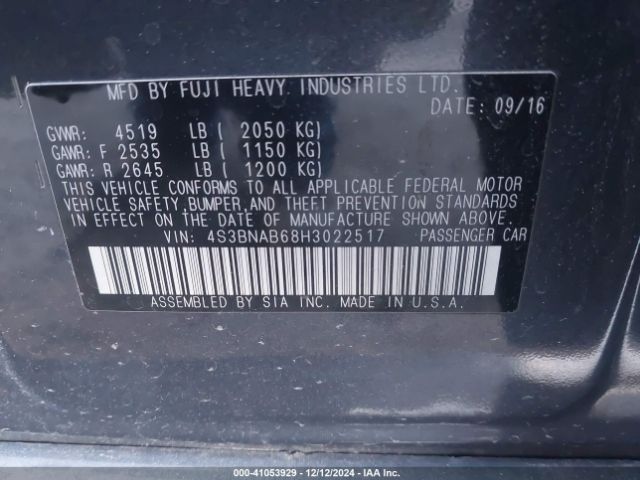 MFD BY FUJI HEAVY INDUSTRIES LTD.
DATE: 09/16
GVWR: 4519 LB ( 2050 KG)
GAWR: F 2535 LB ( 1150 KG)
GAWR: R 2645 LB ( 1200 KG)
THIS VEHICLE CONFORMS TO ALL APPLICABLE FEDERAL MOTOR
VEHICLE SAFETY,BUMPER,AND THEFT PREVENTION STANDARDS
IN EFFECT ON THE DATE OF MANUFACTURE SHOWN ABOVE.
VIN: 4S3BNAB68H3022517 PASSENGER CAR
ASSEMBLED BY SIA INC. MADE IN U.S.A.
000-41053929 - 12/12/2024 - IAA Inc.